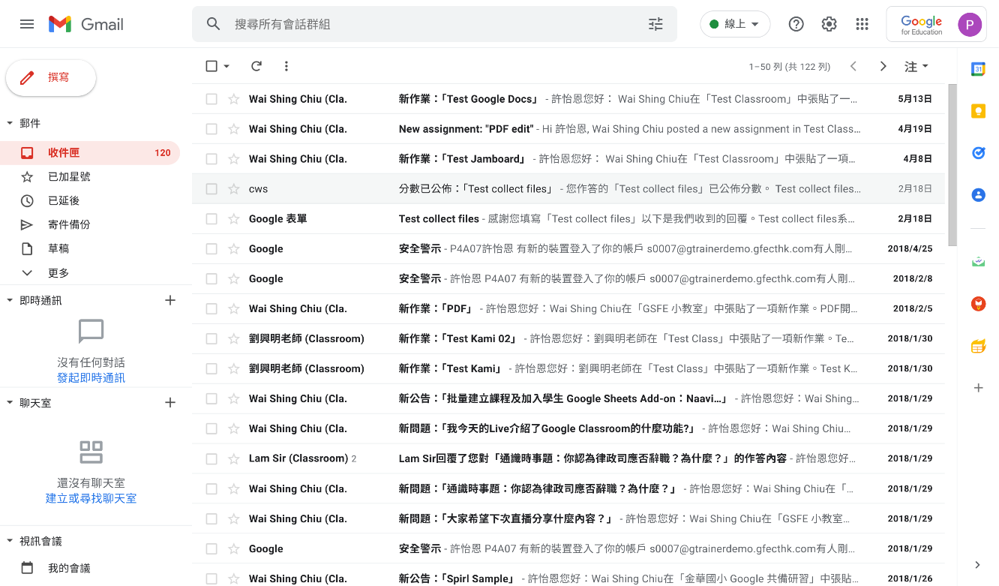 Gmail
搜尋所有會話群組
線上
Google
for Education
P
撰寫
1–50 列 (共 122 列)
注
郵件
收件匣 120
已加星號
已延後
寄件備份
草稿
更多
即時通訊
沒有任何對話
發起即時通訊
聊天室
還沒有聊天室
建立或尋找聊天室
視訊會議
我的會議
Wai Shing Chiu (Cla. 新作業：「Test Google Docs」 - 許怡恩您好： Wai Shing Chiu在「Test Classroom」中張貼了一… 5月13日
Wai Shing Chiu (Cla. New assignment: "PDF edit" - Hi 許怡恩, Wai Shing Chiu posted a new assignment in Test Class… 4月19日
Wai Shing Chiu (Cla. 新作業：「Test Jamboard」 - 許怡恩您好： Wai Shing Chiu在「Test Classroom」中張貼了一項… 4月8日
cws 分數已公佈：「Test collect files」 - 您作答的「Test collect files」已公佈分數。 Test collect files… 2月18日
Google 表單 Test collect files - 感謝您填寫「Test collect files」以下是我們收到的回覆。Test collect files系… 2月18日
Google 安全警示 - P4A07許怡恩 有新的裝置登入了你的帳戶 s0007@gtrainerdemo.gfecthk.com有人剛… 2018/4/25
Google 安全警示 - 許怡恩 P4A07 有新的裝置登入了你的帳戶 s0007@gtrainerdemo.gfecthk.com有人剛… 2018/2/8
Wai Shing Chiu (Cla. 新作業：「PDF」 - 許怡恩您好：Wai Shing Chiu在「GSFE 小教室」中張貼了一項新作業。PDF開… 2018/2/5
劉興明老師 (Classroom) 新作業：「Test Kami 02」 - 許怡恩您好：劉興明老師在「Test Class」中張貼了一項新作業。Te… 2018/1/30
劉興明老師 (Classroom) 新作業：「Test Kami」 - 許怡恩您好：劉興明老師在「Test Class」中張貼了一項新作業。Test K… 2018/1/30
Wai Shing Chiu (Cla. 新公告：「批量建立課程及加入學生 Google Sheets Add-on：Naavi…」 - 許怡恩您好：Wai Shing… 2018/1/29
Wai Shing Chiu (Cla. 新問題：「我今天的Live介紹了Google Classroom的什麼功能?」 - 許怡恩您好：Wai Shing Chiu… 2018/1/29
Lam Sir (Classroom) 2 Lam Sir回覆了您對「通識時事題：你認為律政司應否辭職？為什麼？」的作答內容 - 許怡恩您好… 2018/1/29
Wai Shing Chiu (Cla. 新問題：「通識時事題：你認為律政司應否辭職？為什麼？」 - 許怡恩您好：Wai Shing Chiu在「… 2018/1/29
Wai Shing Chiu (Cla. 新問題：「大家希望下次直播分享什麼內容？」 - 許怡恩您好：Wai Shing Chiu在「GSFE 小教室… 2018/1/29
Google 安全警示 - 許怡恩 P4A07 有新的裝置登入了你的帳戶 s0007@gtrainerdemo.gfecthk.com有人剛… 2018/1/29
Wai Shing Chiu (Cla. 新公告：「Spirl Sample」 - 許怡恩您好：Wai Shing Chiu在「金華國小 Google 共備研習」中張貼… 2018/1/26
31